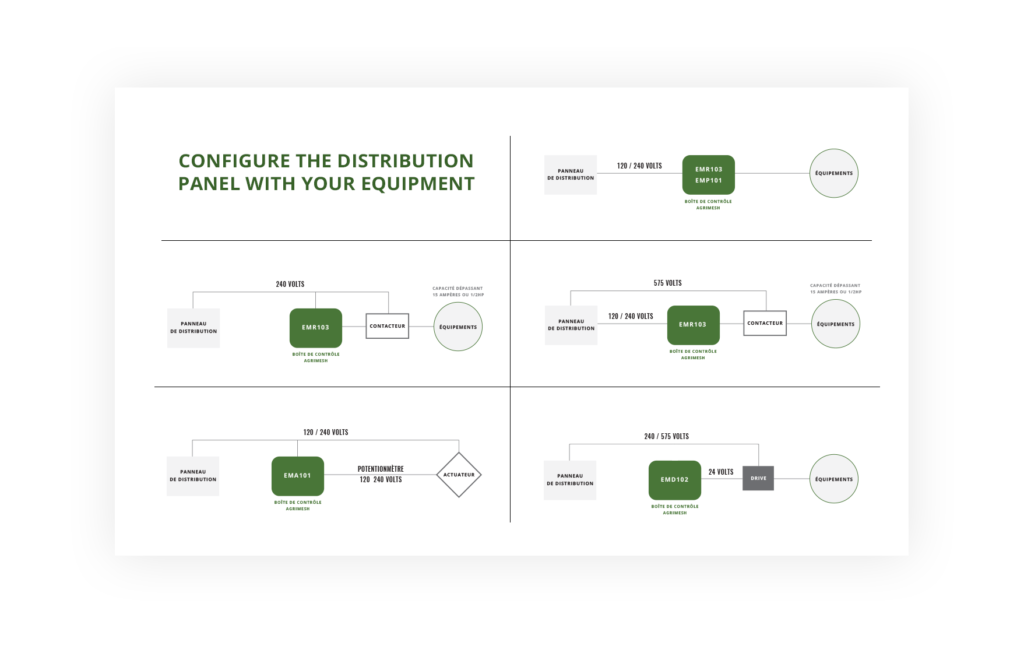 CONFIGURE THE DISTRIBUTION
PANEL WITH YOUR EQUIPMENT
PANNEAU
DE DISTRIBUTION
120 / 240 VOLTS
EMR103
EMP101
BOÎTE DE CONTRÔLE
AGRIMESH
ÉQUIPEMENTS
240 VOLTS
PANNEAU
DE DISTRIBUTION
EMR103
BOÎTE DE CONTRÔLE
AGRIMESH
CONTACTEUR
CAPACITÉ DÉPASSANT
15 AMPÈRES OU 1/2HP
ÉQUIPEMENTS
575 VOLTS
PANNEAU
DE DISTRIBUTION
120 / 240 VOLTS
EMR103
BOÎTE DE CONTRÔLE
AGRIMESH
CONTACTEUR
CAPACITÉ DÉPASSANT
15 AMPÈRES OU 1/2HP
ÉQUIPEMENTS
120 / 240 VOLTS
PANNEAU
DE DISTRIBUTION
EMA101
BOÎTE DE CONTRÔLE
AGRIMESH
POTENTIONMÈTRE
120 240 VOLTS
ACTUATEUR
240 / 575 VOLTS
PANNEAU
DE DISTRIBUTION
EMD102
BOÎTE DE CONTRÔLE
AGRIMESH
24 VOLTS
DRIVE
ÉQUIPEMENTS